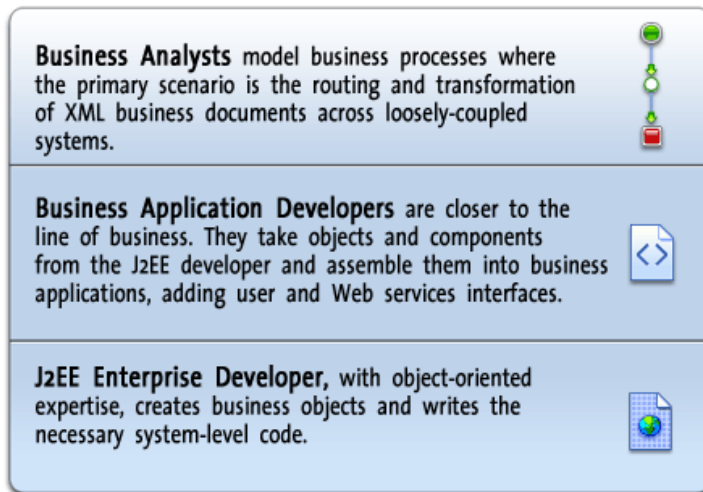 Business Analysts model business processes where
the primary scenario is the routing and transformation
of XML business documents across loosely-coupled
systems.
Business Application Developers are closer to the
line of business. They take objects and components
from the J2EE developer and assemble them into business
applications, adding user and Web services interfaces.
J2EE Enterprise Developer, with object-oriented
expertise, creates business objects and writes the
necessary system-level code.